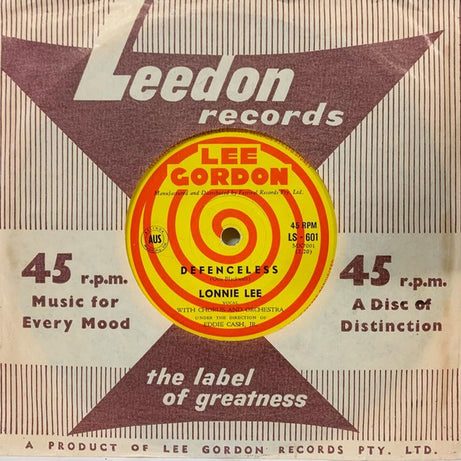 Leedon
records
LEE
GORDON
Manufactured and Distributed by Festival Records Pty. Ltd.
45 RPM
LS - 601
AUS
DEFENCELESS
LONNIE LEE
VOCAL
WITH CHORUS AND ORCHESTRA
UNDER THE DIRECTION OF
EDDIE CASH, JR.
45 r.p.m.
Music for
Every Mood
45 r.p.m.
A Disc of
Distinction
the label
of greatness
A PRODUCT OF LEE GORDON RECORDS PTY. LTD.